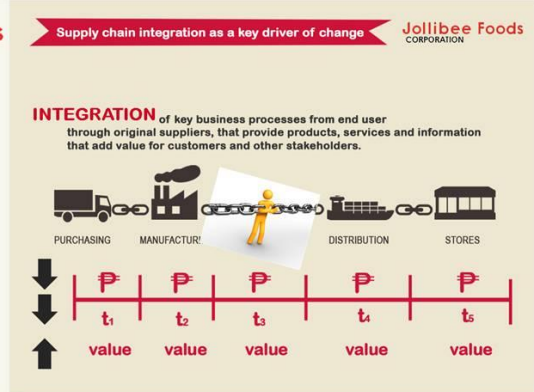 Supply chain integration as a key driver of change
Jollibee Foods
CORPORATION
INTEGRATION of key business processes from end user
through original suppliers, that provide products, services and information
that add value for customers and other stakeholders.
PURCHASING MANUFACTURI DISTRIBUTION STORES
₱ ₱ ₱ ₱ ₱
t1 t2 t3 t4 t5
value value value value value